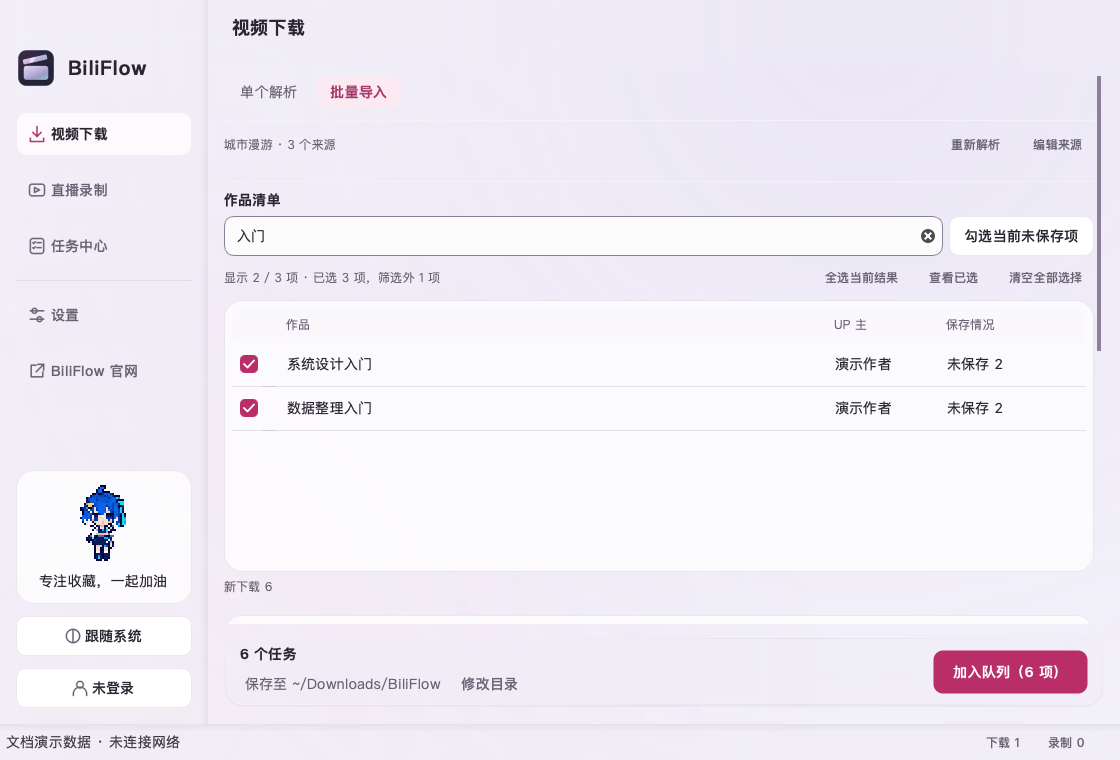 BiliFlow
视频下载
直播录制
任务中心
设置
BiliFlow 官网
专注收藏，一起加油
跟随系统
未登录
视频下载
单个解析 批量导入
城市漫游 · 3 个来源 重新解析 编辑来源
作品清单
入门 勾选当前未保存项
显示 2 / 3 项 · 已选 3 项，筛选外 1 项 全选当前结果 查看已选 清空全部选择
作品 UP 主 保存情况
系统设计入门 演示作者 未保存 2
数据整理入门 演示作者 未保存 2
新下载 6
6 个任务
保存至 ~/Downloads/BiliFlow 修改目录
加入队列（6 项）
文档演示数据 · 未连接网络 下载 1 录制 0